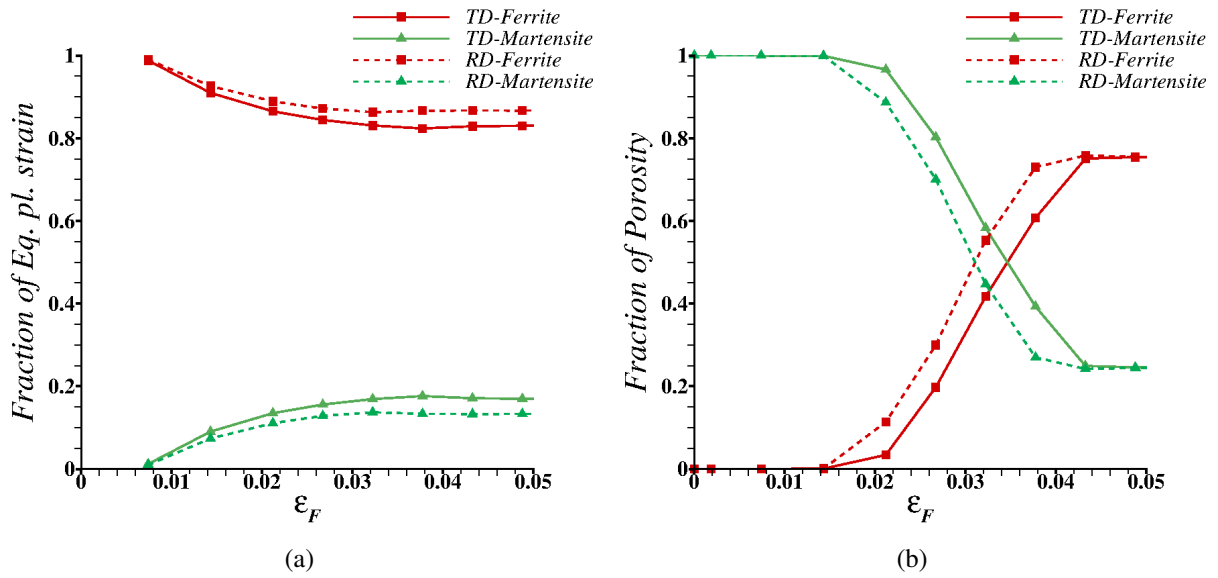 TD-Ferrite
TD-Martensite
RD-Ferrite
RD-Martensite
Fraction of Eq. pl. strain
1
0.8
0.6
0.4
0.2
0
0 0.01 0.02 0.03 0.04 0.05
εF
(a)
TD-Ferrite
TD-Martensite
RD-Ferrite
RD-Martensite
Fraction of Porosity
1
0.8
0.6
0.4
0.2
0
0 0.01 0.02 0.03 0.04 0.05
εF
(b)